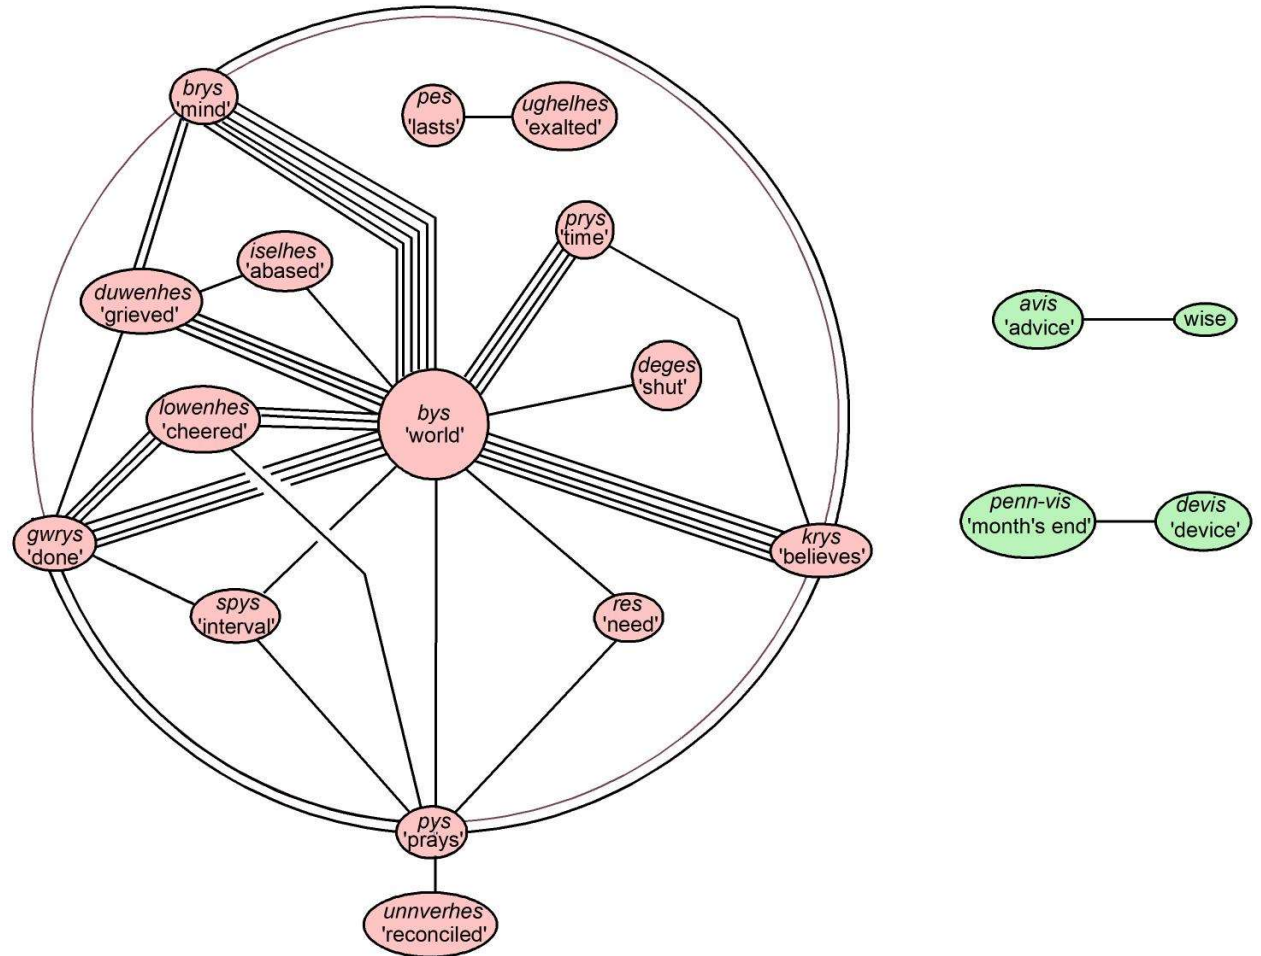 brys
'mind'
pes
'lasts'
ughelhes
'exalted'
prys
'time'
iselhes
'abased'
duwenhes
'grieved'
avis
'advice'
wise
deges
'shut'
lowenhes
'cheered'
bys
'world'
penn-vis
'month's end'
devis
'device'
gwrys
'done'
krys
'believes'
spys
'interval'
res
'need'
pys
'prays'
unnverhes
'reconciled'